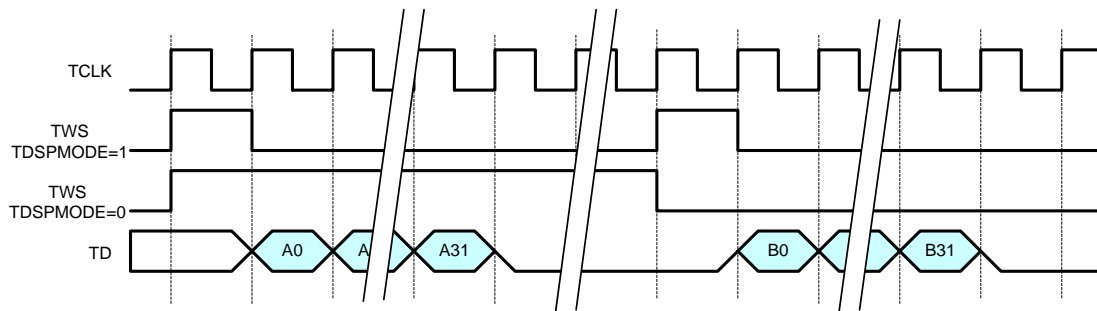 TCLK
TWS
TDSPMODE=1
TWS
TDSPMODE=0
TD
A0
A
A31
B0
B31